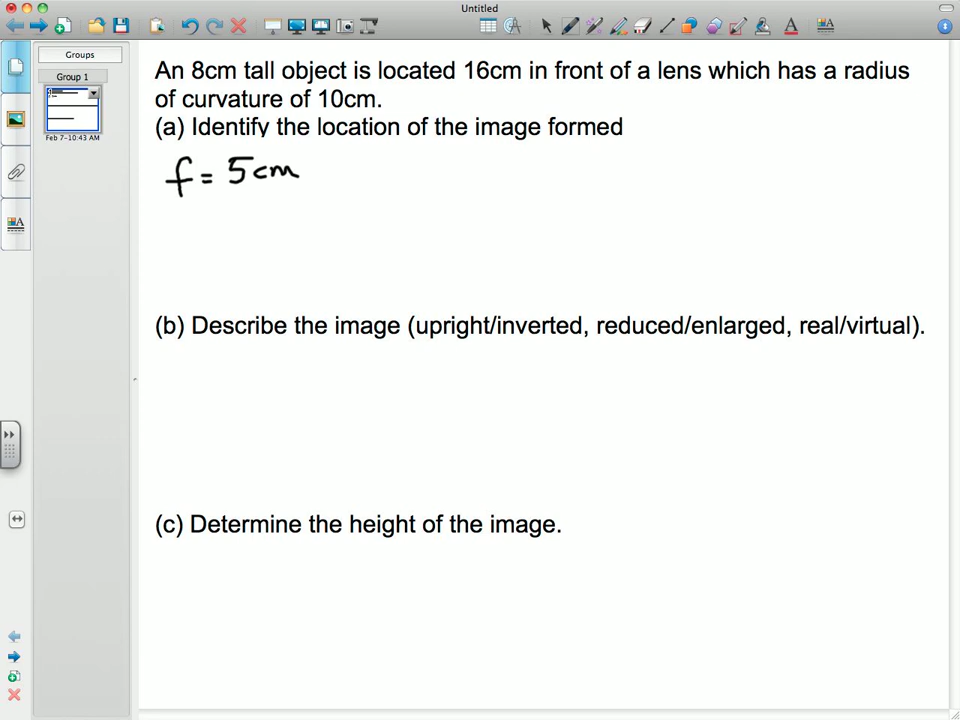 Untitled
Groups
Group 1
Feb 7-10:43 AM
An 8cm tall object is located 16cm in front of a lens which has a radius
of curvature of 10cm.
(a) Identify the location of the image formed
f = 5cm
(b) Describe the image (upright/inverted, reduced/enlarged, real/virtual).
(c) Determine the height of the image.